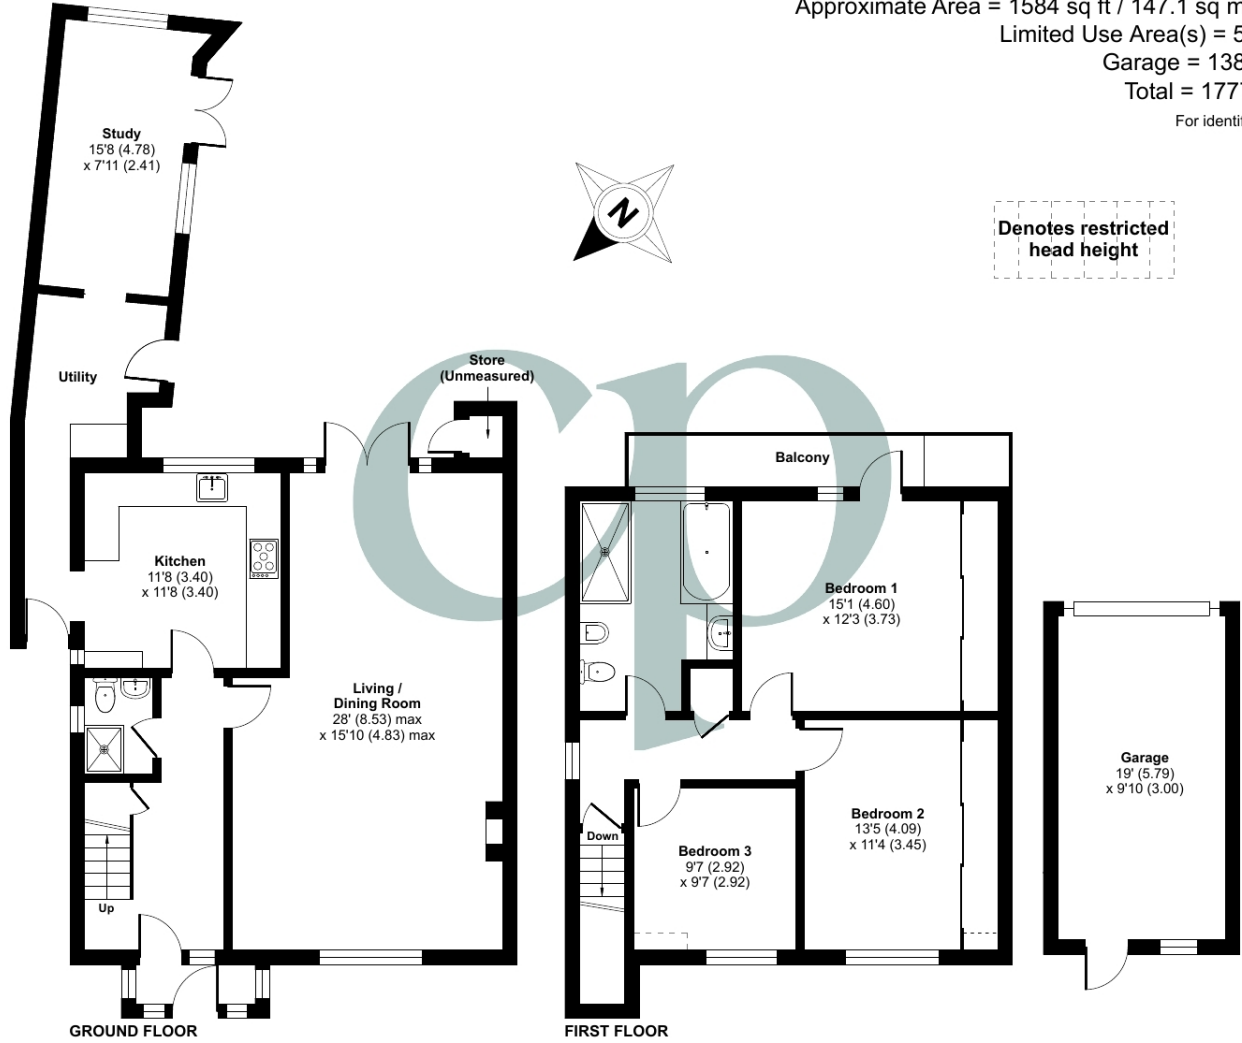 Approximate Area = 1584 sq ft / 147.1 sq m
Limited Use Area(s) = 5
Garage = 138
Total = 1777
For identif
Study
15'8 (4.78)
x 7'11 (2.41)
N
Denotes restricted
head height
Utility
Store
(Unmeasured)
cp
Balcony
Kitchen
11'8 (3.40)
x 11'8 (3.40)
Bedroom 1
15'1 (4.60)
x 12'3 (3.73)
Living /
Dining Room
28' (8.53) max
x 15'10 (4.83) max
Garage
19' (5.79)
x 9'10 (3.00)
Bedroom 2
13'5 (4.09)
x 11'4 (3.45)
Down
Bedroom 3
9'7 (2.92)
x 9'7 (2.92)
Up
GROUND FLOOR
FIRST FLOOR